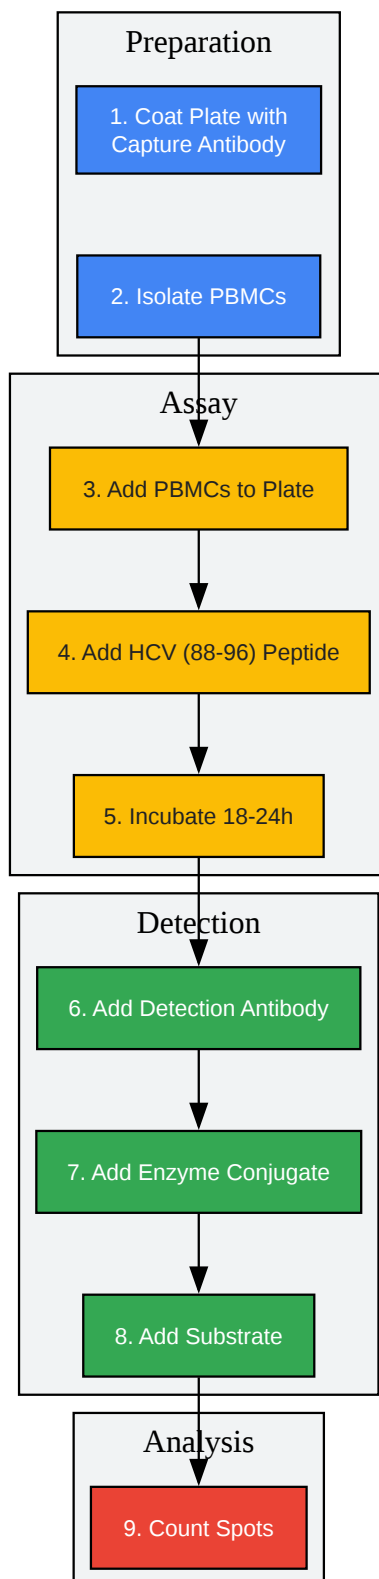 Preparation
1. Coat Plate with
Capture Antibody
2. Isolate PBMCs
Assay
3. Add PBMCs to Plate
4. Add HCV (88-96) Peptide
5. Incubate 18-24h
Detection
6. Add Detection Antibody
7. Add Enzyme Conjugate
8. Add Substrate
Analysis
9. Count Spots